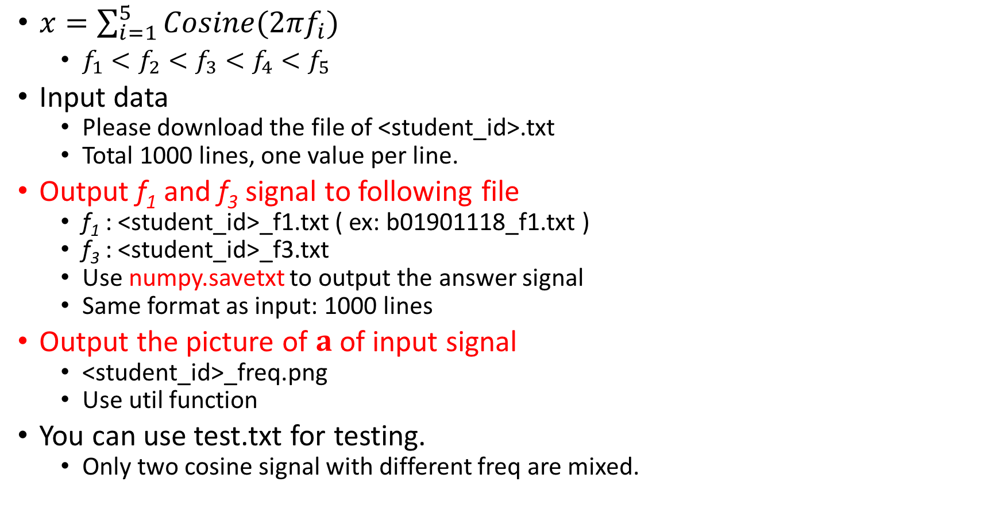 • x = ∑_{i=1}^{5} Cosine(2πf_i)
• f_1 < f_2 < f_3 < f_4 < f_5
• Input data
• Please download the file of <student_id>.txt
• Total 1000 lines, one value per line.
• Output f_1 and f_3 signal to following file
• f_1 : <student_id>_f1.txt ( ex: b01901118_f1.txt )
• f_3 : <student_id>_f3.txt
• Use numpy.savetxt to output the answer signal
• Same format as input: 1000 lines
• Output the picture of a of input signal
• <student_id>_freq.png
• Use util function
• You can use test.txt for testing.
• Only two cosine signal with different freq are mixed.